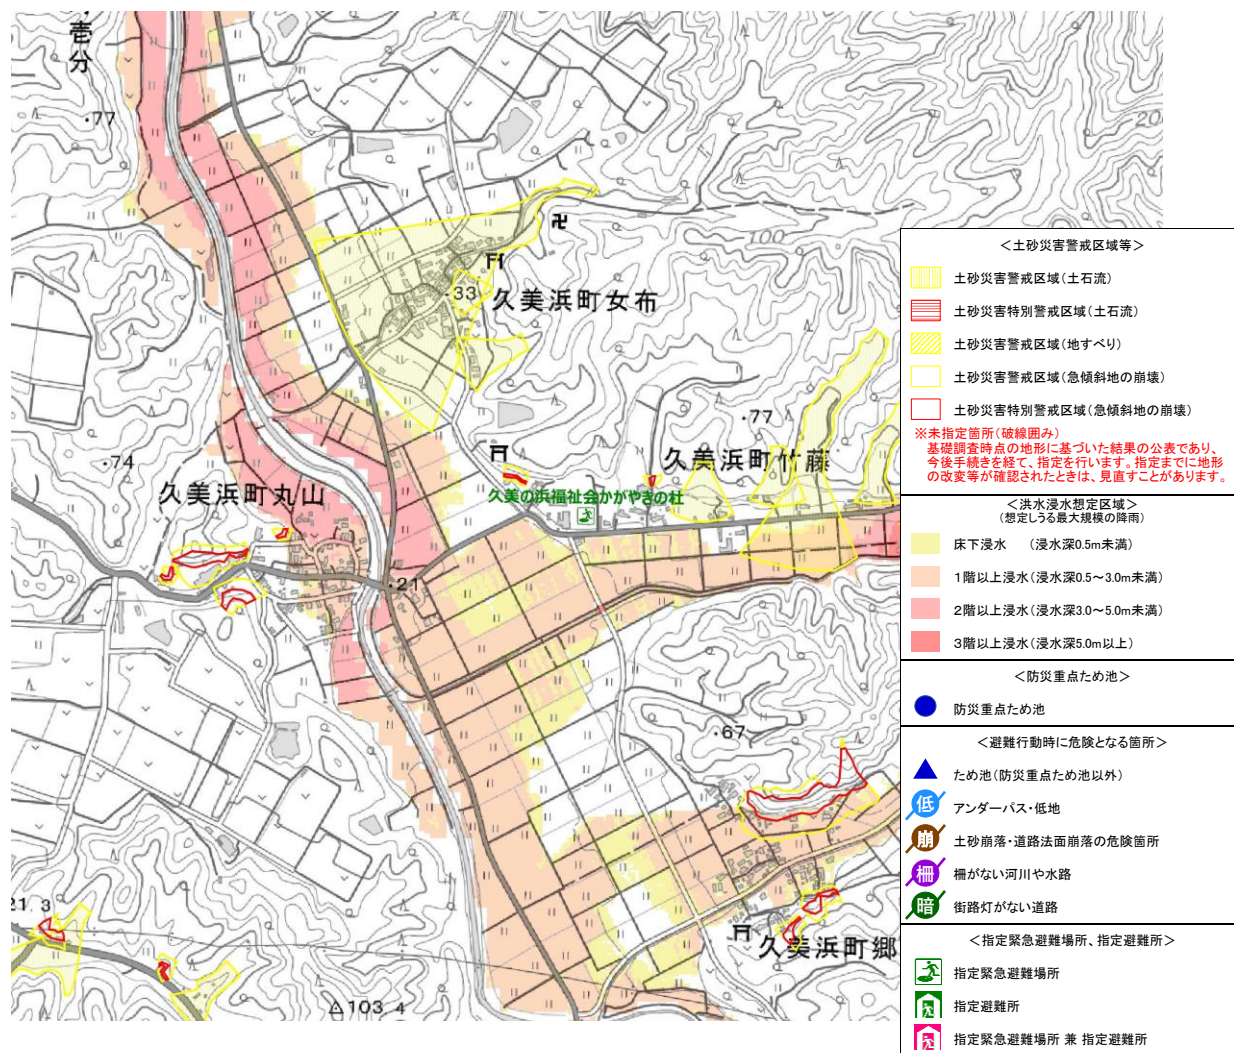 壱分
・77
200
100
卍
・33
久美浜町女布
・77
・74
久美浜町竹藤
久美浜町丸山
久美の浜福祉会かがやきの杜
・21
・67
21.3
久美浜町郷
△103.4
＜土砂災害警戒区域等＞
土砂災害警戒区域(土石流)
土砂災害特別警戒区域(土石流)
土砂災害警戒区域(地すべり)
土砂災害警戒区域(急傾斜地の崩壊)
土砂災害特別警戒区域(急傾斜地の崩壊)
※未指定箇所(破線囲み)
基礎調査時点の地形に基づいた結果の公表であり、
今後手続きを経て、指定を行います。指定までに地形
の改変等が確認されたときは、見直すことがあります。
＜洪水浸水想定区域＞
(想定しうる最大規模の降雨)
床下浸水　(浸水深0.5m未満)
1階以上浸水(浸水深0.5～3.0m未満)
2階以上浸水(浸水深3.0～5.0m未満)
3階以上浸水(浸水深5.0m以上)
＜防災重点ため池＞
防災重点ため池
＜避難行動時に危険となる箇所＞
ため池(防災重点ため池以外)
低 アンダーパス・低地
崩 土砂崩落・道路法面崩落の危険箇所
柵 柵がない河川や水路
暗 街路灯がない道路
＜指定緊急避難場所、指定避難所＞
指定緊急避難場所
指定避難所
指定緊急避難場所 兼 指定避難所